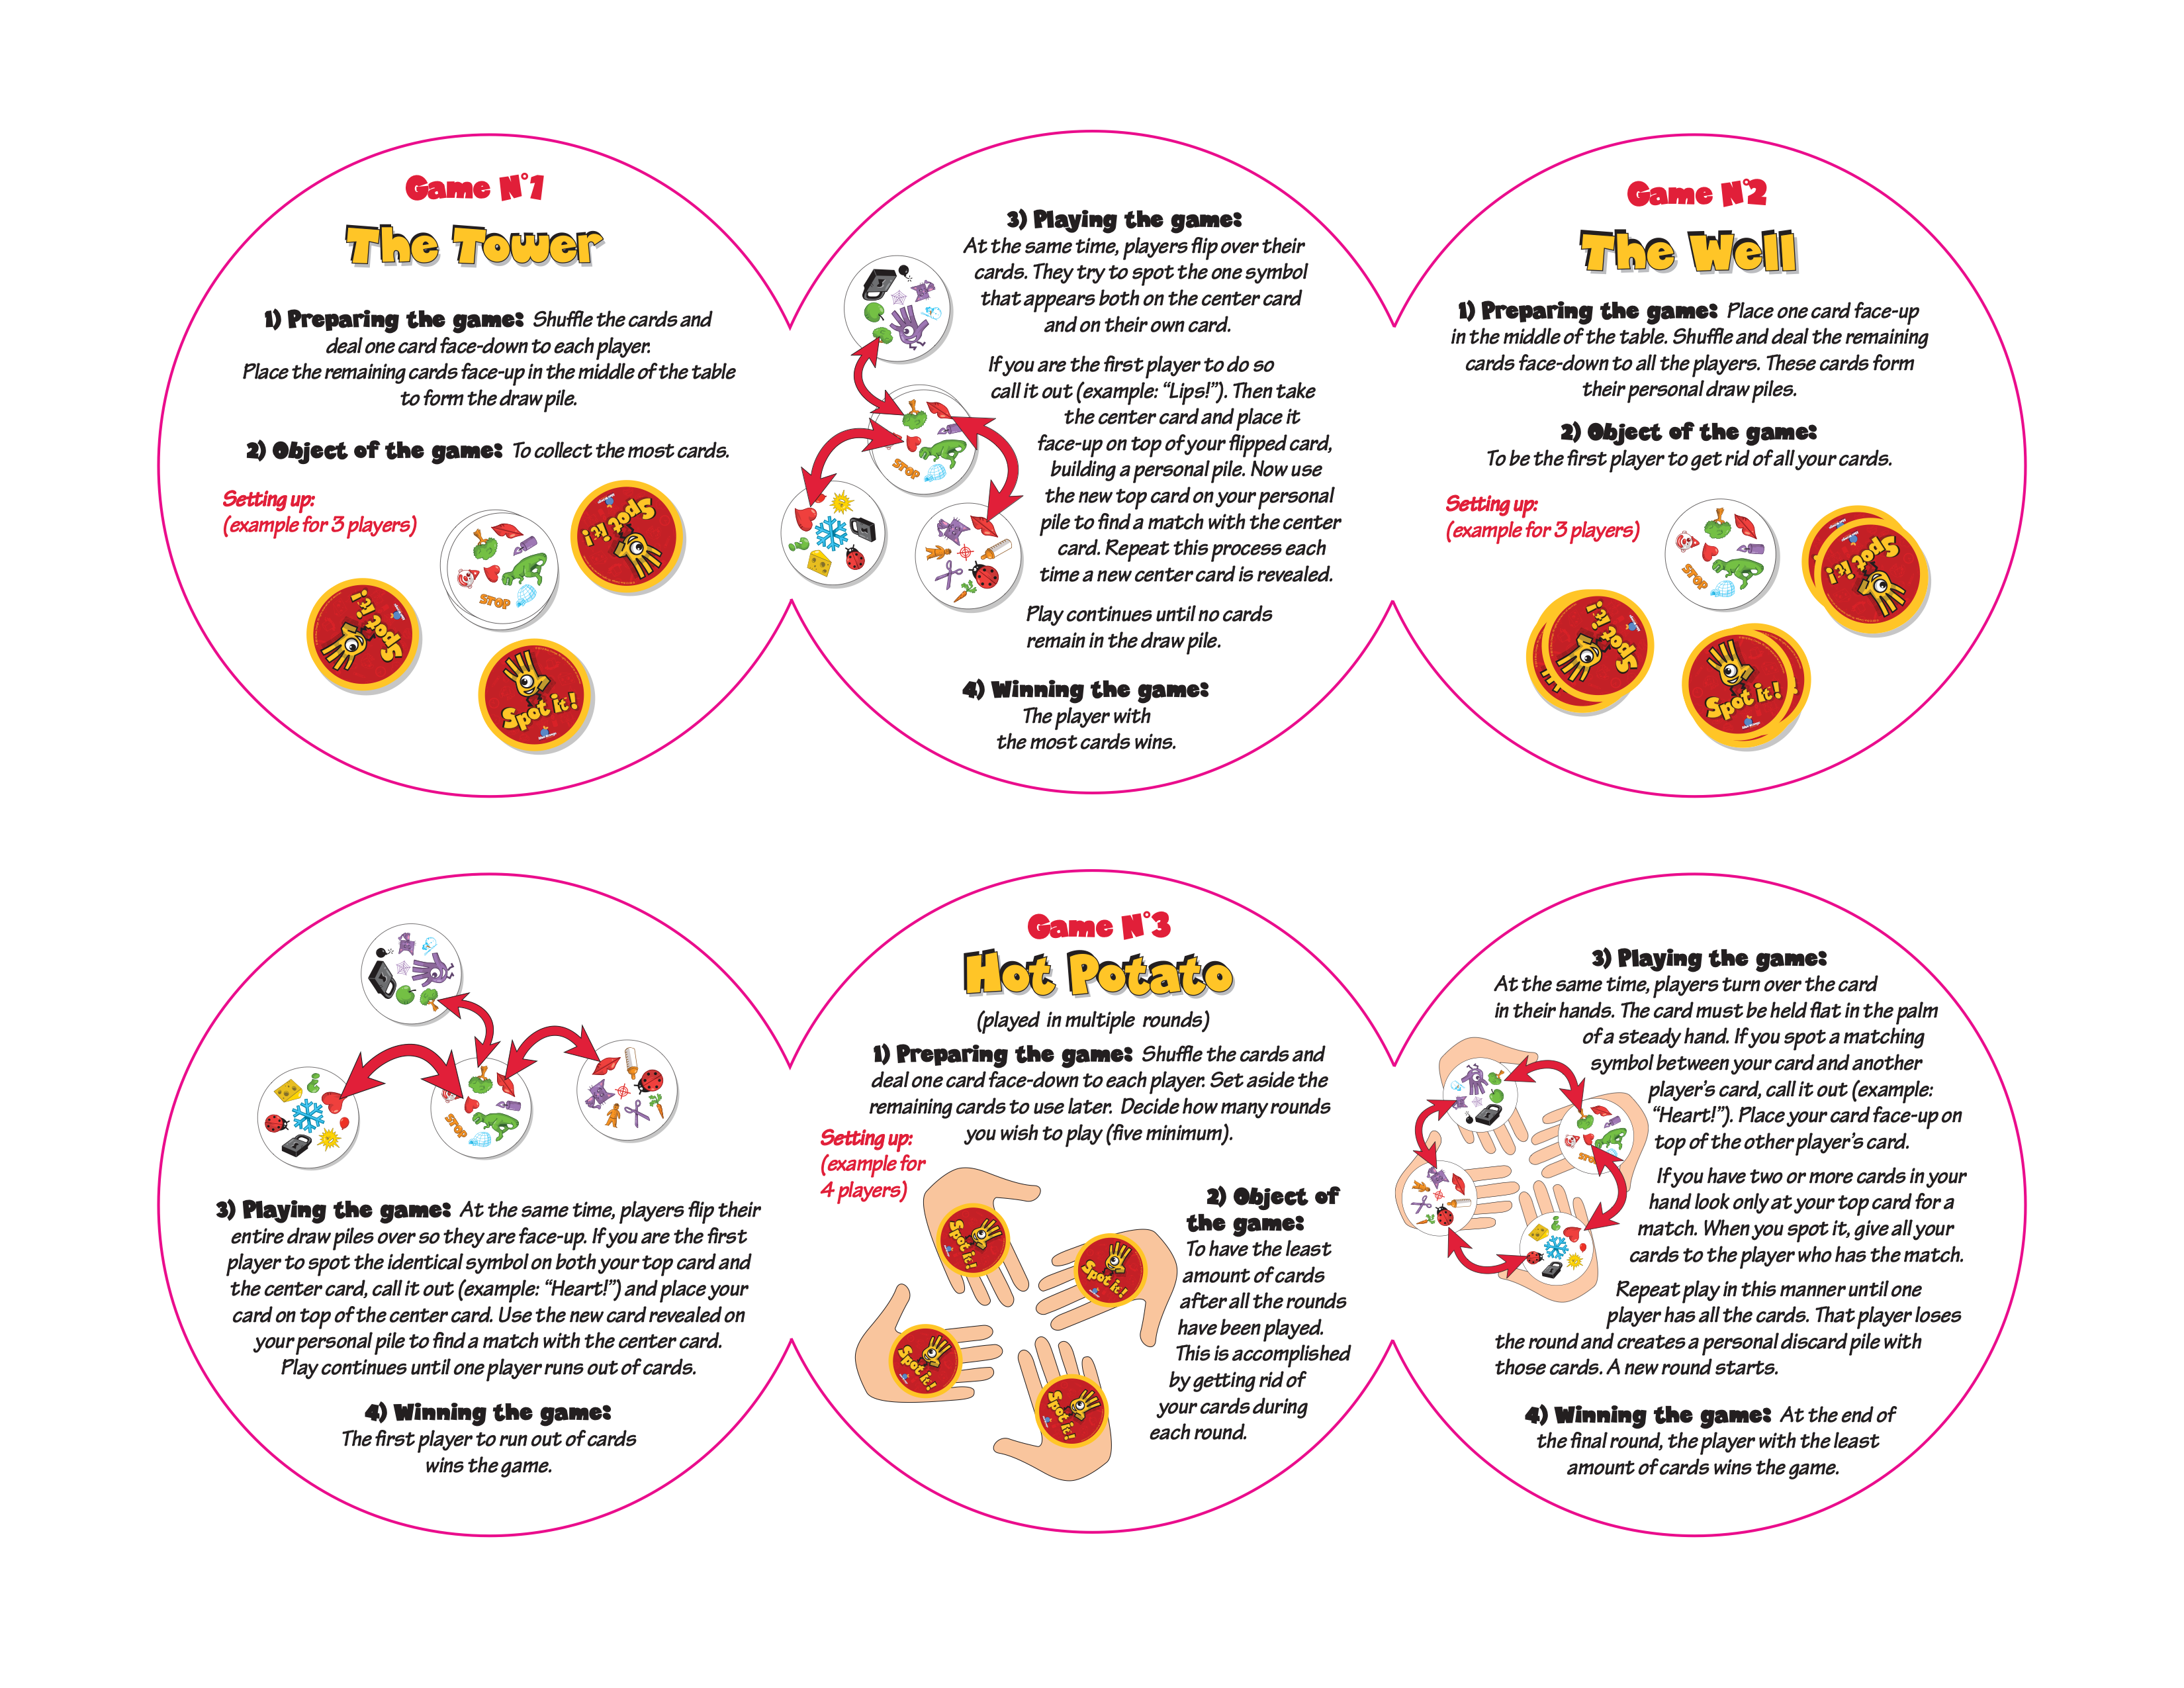 Game N°1
The Tower
1) Preparing the game: Shuffle the cards and
deal one card face-down to each player.
Place the remaining cards face-up in the middle of the table
to form the draw pile.
2) Object of the game: To collect the most cards.
Setting up:
(example for 3 players)
STOP
Spot it!
Spot it!
Spot it!
3) Playing the game:
At the same time, players flip over their
cards. They try to spot the one symbol
that appears both on the center card
and on their own card.
If you are the first player to do so
call it out (example: “Lips!”). Then take
the center card and place it
face-up on top of your flipped card,
building a personal pile. Now use
the new top card on your personal
pile to find a match with the center
card. Repeat this process each
time a new center card is revealed.
Play continues until no cards
remain in the draw pile.
STOP
4) Winning the game:
The player with
the most cards wins.
Game N°2
The Well
1) Preparing the game: Place one card face-up
in the middle of the table. Shuffle and deal the remaining
cards face-down to all the players. These cards form
their personal draw piles.
2) Object of the game:
To be the first player to get rid of all your cards.
Setting up:
(example for 3 players)
STOP
Spot it!
Spot it!
Spot it!
STOP
3) Playing the game: At the same time, players flip their
entire draw piles over so they are face-up. If you are the first
player to spot the identical symbol on both your top card and
the center card, call it out (example: “Heart!”) and place your
card on top of the center card. Use the new card revealed on
your personal pile to find a match with the center card.
Play continues until one player runs out of cards.
4) Winning the game:
The first player to run out of cards
wins the game.
Game N°3
Hot Potato
(played in multiple rounds)
1) Preparing the game: Shuffle the cards and
deal one card face-down to each player. Set aside the
remaining cards to use later. Decide how many rounds
you wish to play (five minimum).
Setting up:
(example for
4 players)
Spot it!
Spot it!
Spot it!
Spot it!
2) Object of
the game:
To have the least
amount of cards
after all the rounds
have been played.
This is accomplished
by getting rid of
your cards during
each round.
3) Playing the game:
At the same time, players turn over the card
in their hands. The card must be held flat in the palm
of a steady hand. If you spot a matching
symbol between your card and another
player’s card, call it out (example:
“Heart!”). Place your card face-up on
top of the other player’s card.
If you have two or more cards in your
hand look only at your top card for a
match. When you spot it, give all your
cards to the player who has the match.
Repeat play in this manner until one
player has all the cards. That player loses
the round and creates a personal discard pile with
those cards. A new round starts.
4) Winning the game: At the end of
the final round, the player with the least
amount of cards wins the game.